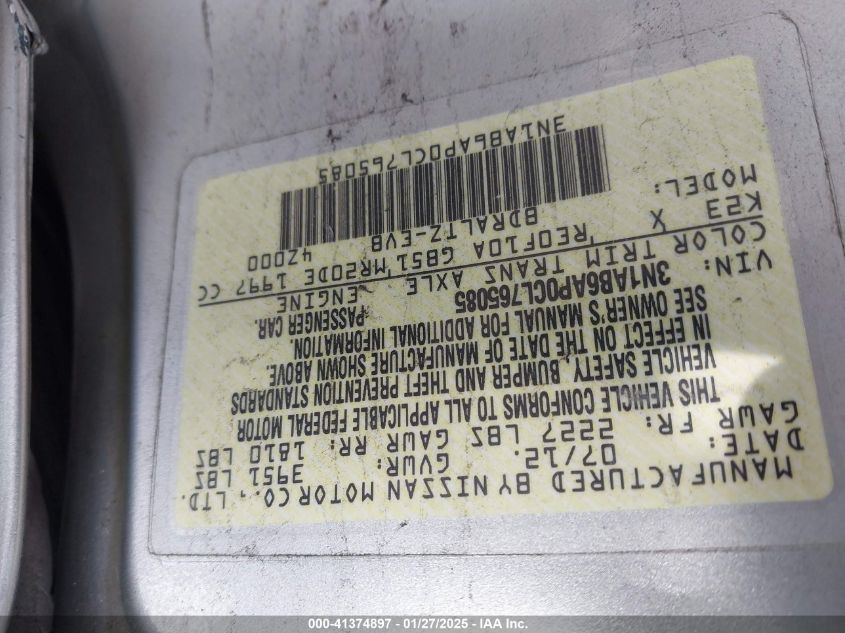 MANUFACTURED BY NISSAN MOTOR CO., LTD.
DATE: 07/12. GVWR: 3951 LBS
GAWR FR: 2227 LBS GAWR RR: 1810 LBS
THIS VEHICLE CONFORMS TO ALL APPLICABLE FEDERAL MOTOR
VEHICLE SAFETY, BUMPER AND THEFT PREVENTION STANDARDS
IN EFFECT ON THE DATE OF MANUFACTURE SHOWN ABOVE.
SEE OWNER'S MANUAL FOR ADDITIONAL INFORMATION.
VIN: 3N1AB6AP0CL765085 PASSENGER CAR.
COLOR TRIM TRANS AXLE ENGINE
K23 X RE0F10A GB51 MR20DE 1997 CC
MODEL: BDRALTZ-EVB 4Z000
3N1AB6AP0CL765085
000-41374897 - 01/27/2025 - IAA Inc.